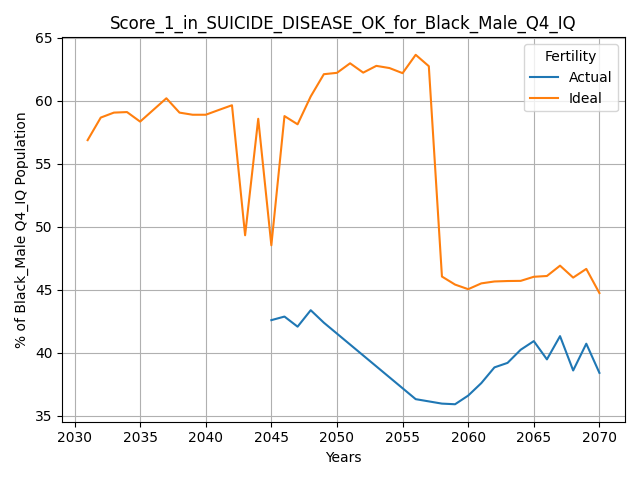 Score_1_in_SUICIDE_DISEASE_OK_for_Black_Male_Q4_IQ
% of Black_Male Q4_IQ Population
65
60
55
50
45
40
35
Fertility
Actual
Ideal
2030 2035 2040 2045 2050 2055 2060 2065 2070
Years